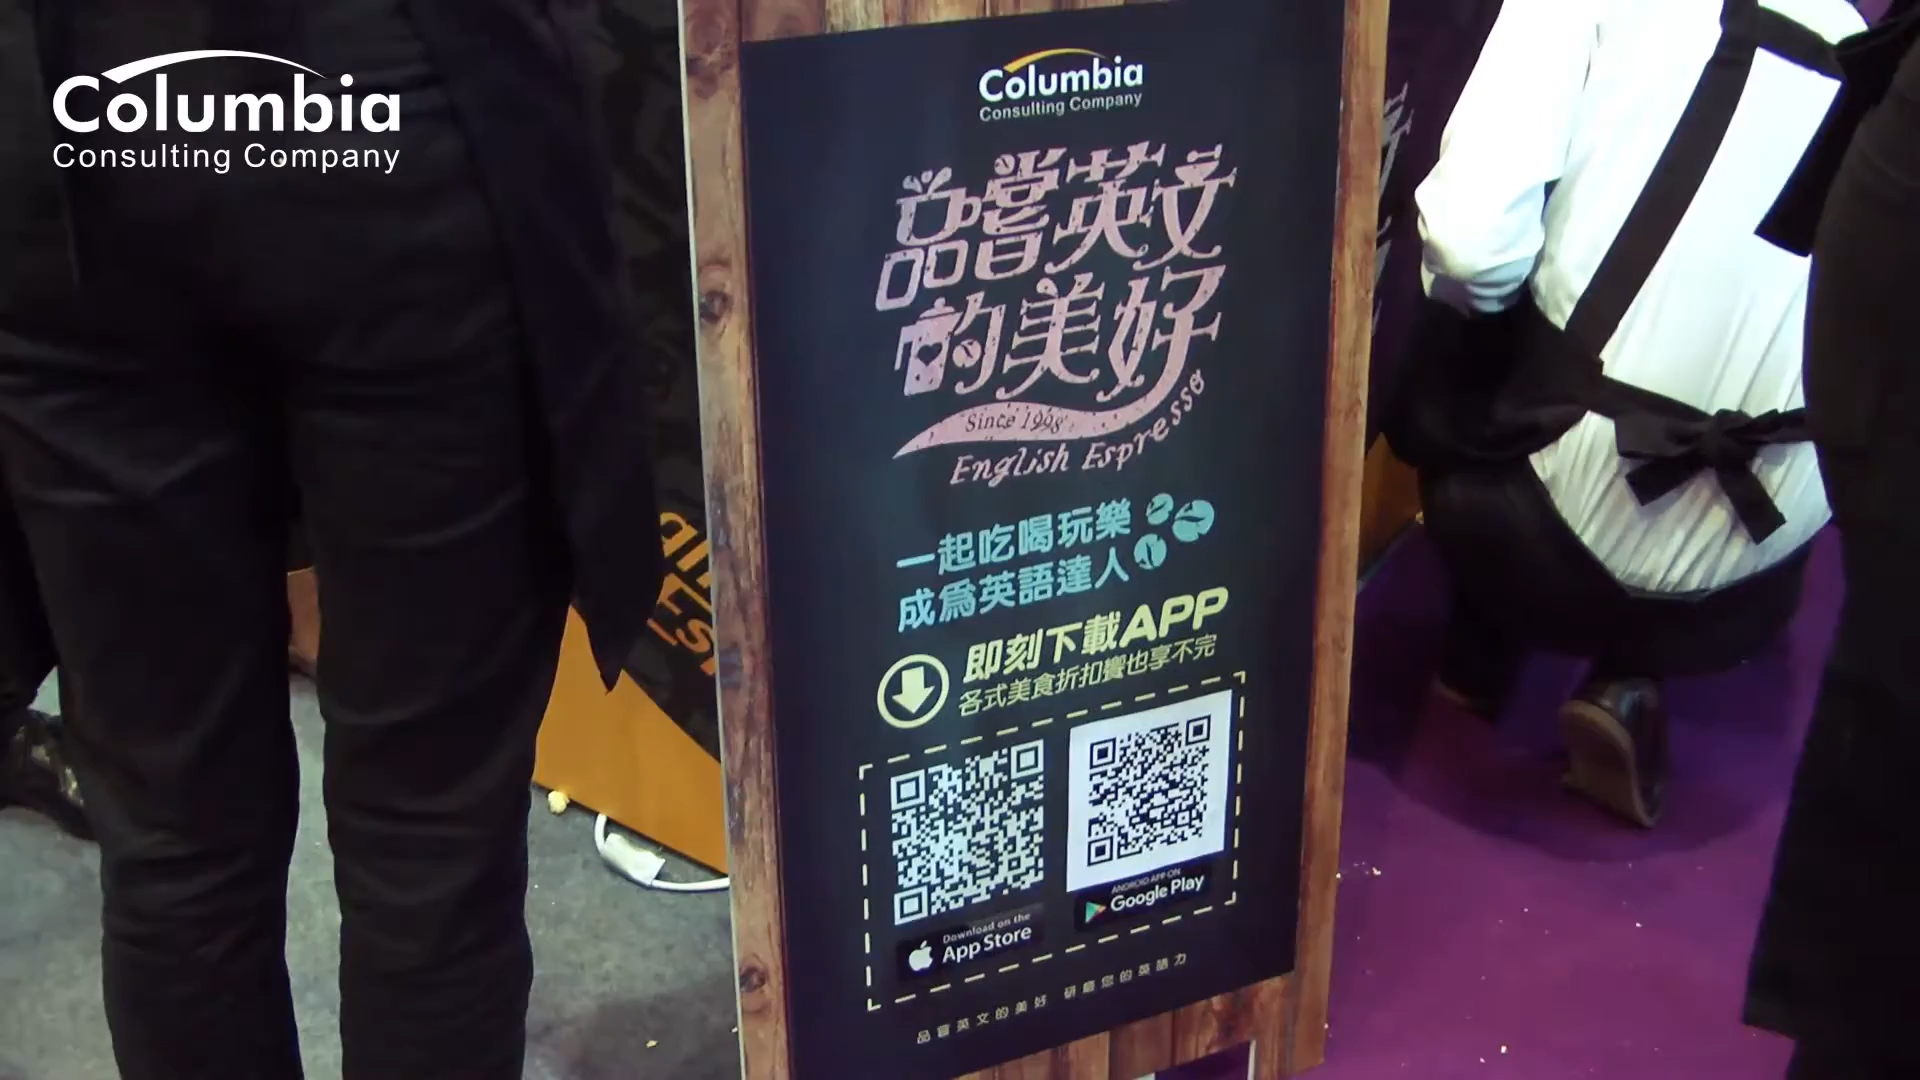 Columbia
Consulting Company
Columbia
Consulting Company
品嚐英文
的美好
Since 1998
English Espresso
一起吃喝玩樂
成為英語達人
即刻下載APP
各式美食折扣饗也享不完
Download on the
App Store
ANDROID APP ON
Google Play
品嘗英文的美好 研磨您的英語力